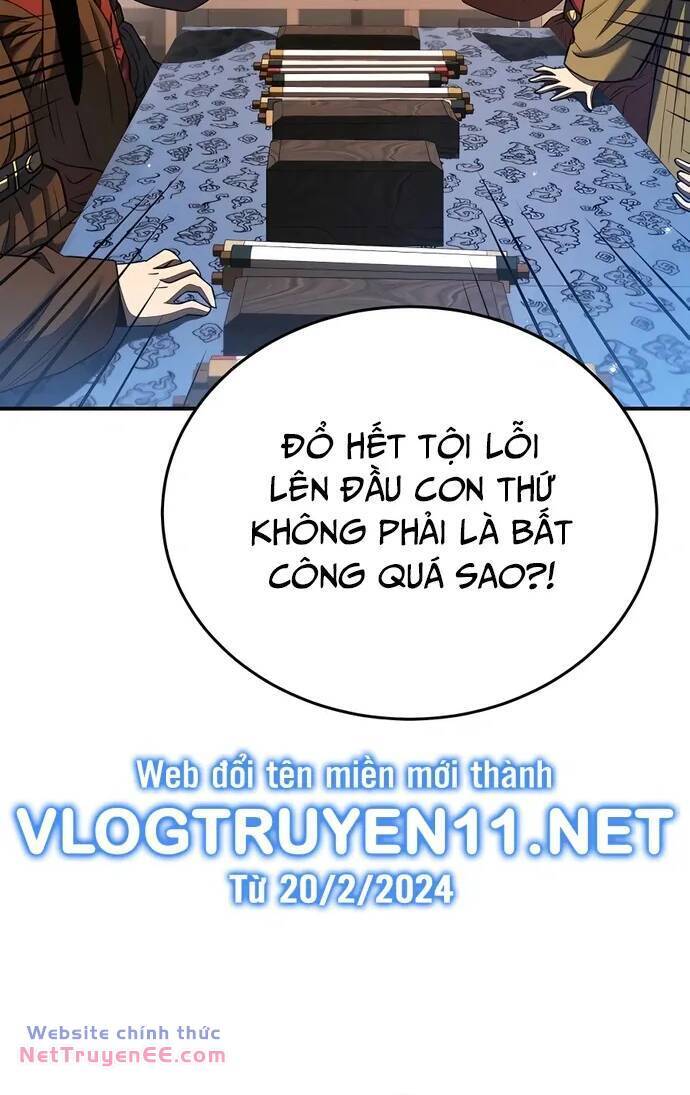 ĐỔ HẾT TỘI LỖI
LÊN ĐẦU CON THỨ
KHÔNG PHẢI LÀ BẤT
CÔNG QUÁ SAO?!
Web đổi tên miền mới thành
VLOGTRUYEN11.NET
Từ 20/2/2024
Website chính thức
NetTruyenEE.com